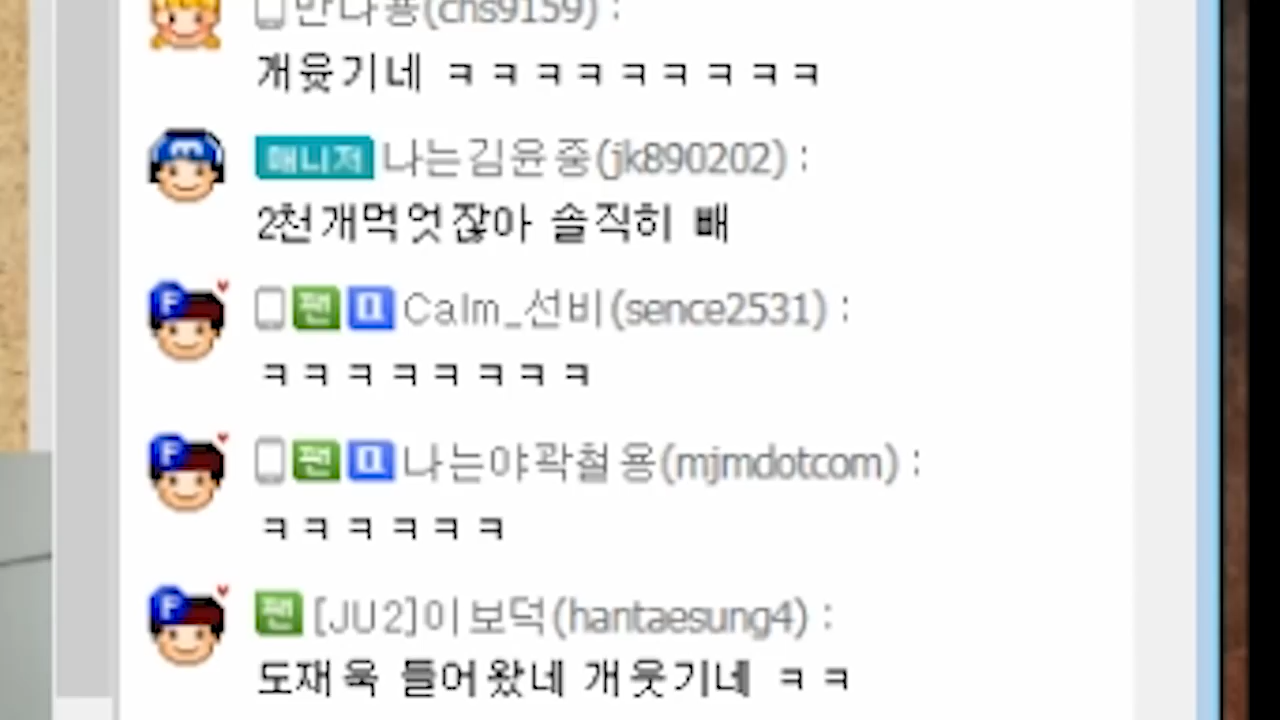 (chs9159) :
개윳기네 ㅋㅋㅋㅋㅋㅋㅋㅋㅋ
매니저 나는김윤중(jk890202) :
2천개먹엇잖아 솔직히 배
팬 Calm_선비(sence2531) :
ㅋㅋㅋㅋㅋㅋㅋㅋ
팬 나는야곽철용(mjmdotcom) :
ㅋㅋㅋㅋㅋㅋ
팬 [JU2]이보덕(hantaesung4) :
도재욱 들어왔네 개웃기네 ㅋㅋ